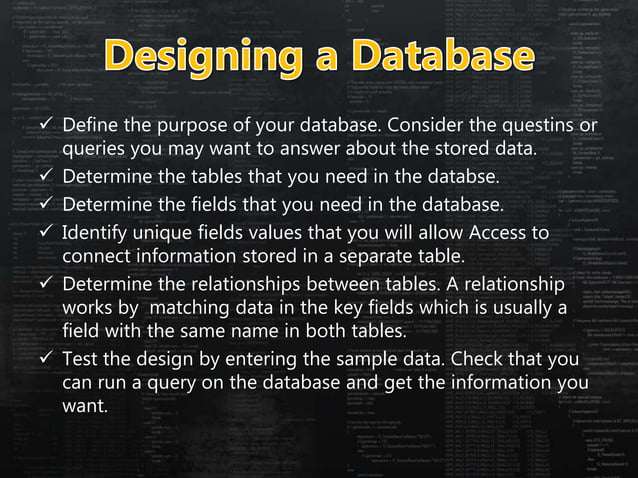 Designing a Database
✓ Define the purpose of your database. Consider the questins or
queries you may want to answer about the stored data.
✓ Determine the tables that you need in the databse.
✓ Determine the fields that you need in the database.
✓ Identify unique fields values that you will allow Access to
connect information stored in a separate table.
✓ Determine the relationships between tables. A relationship
works by matching data in the key fields which is usually a
field with the same name in both tables.
✓ Test the design by entering the sample data. Check that you
can run a query on the database and get the information you
want.